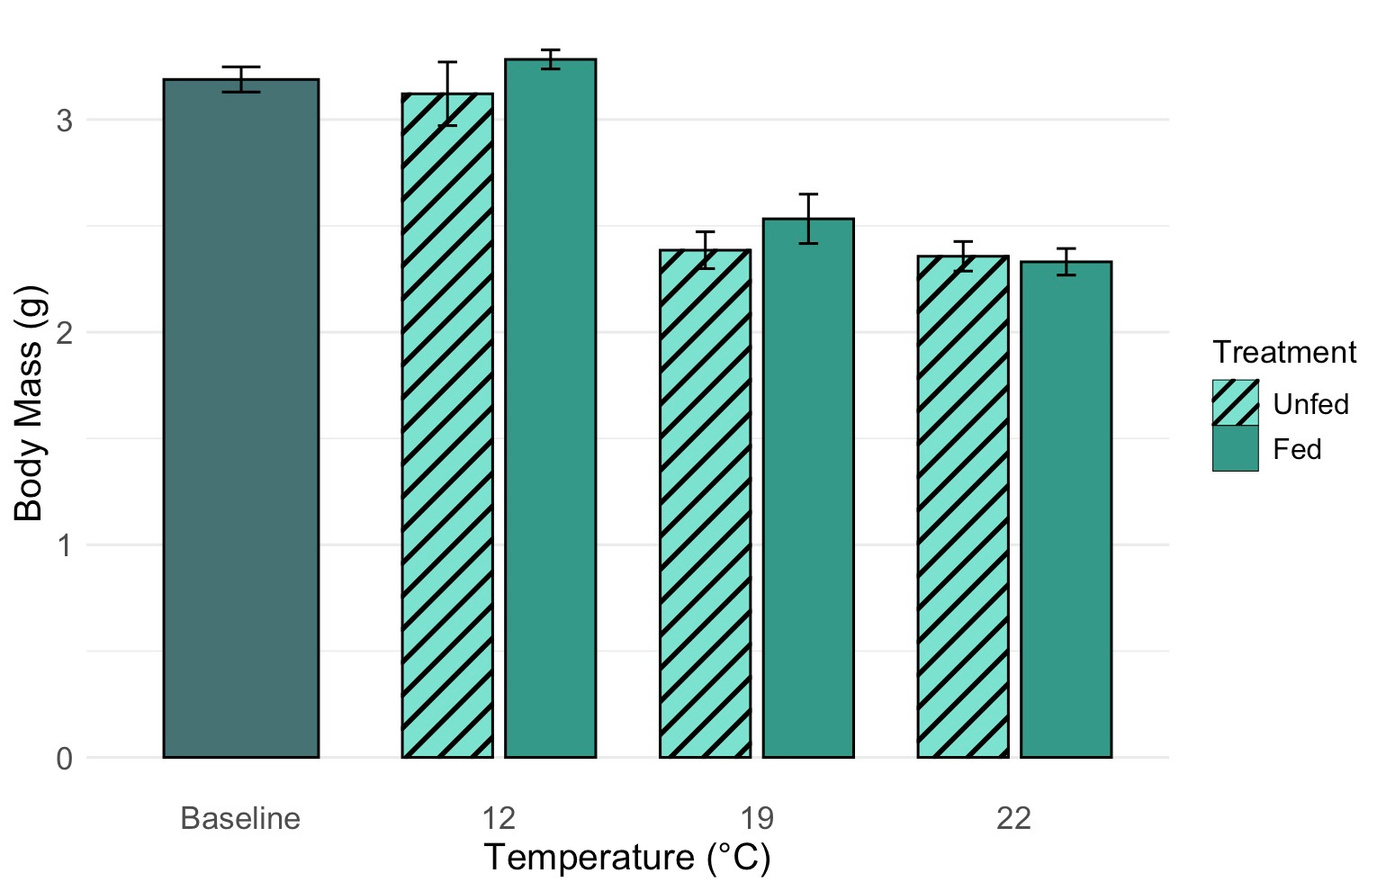 Body Mass (g)
3
2
1
0
Baseline
12
19
22
Temperature (°C)
Treatment
Unfed
Fed